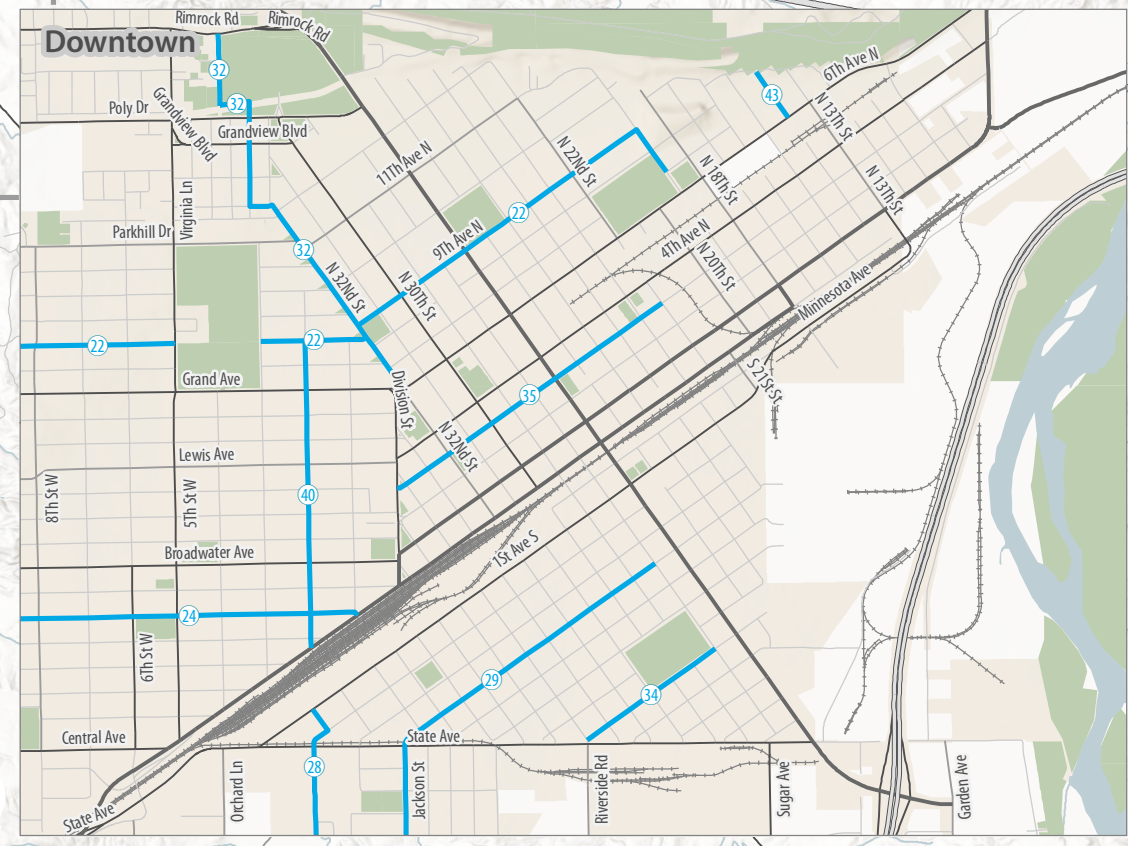 Rimrock Rd
Rimrock Rd
Downtown
32
6Th Ave N
43
32
Poly Dr
Grandview Blvd
Grandview Blvd
N 13Th St
11Th Ave N
N 22Nd St
N 18Th St
N 13Th St
Virginia Ln
22
Parkhill Dr
9Th Ave N
4Th Ave N
32
N 32Nd St
N 30Th St
N 20Th St
Minnesota Ave
22
22
Grand Ave
Division St
S 21St St
35
N 32Nd St
Lewis Ave
8Th St W
5Th St W
40
Broadwater Ave
1St Ave S
24
6Th St W
29
34
Central Ave
State Ave
28
Orchard Ln
Jackson St
Riverside Rd
Sugar Ave
Garden Ave
State Ave